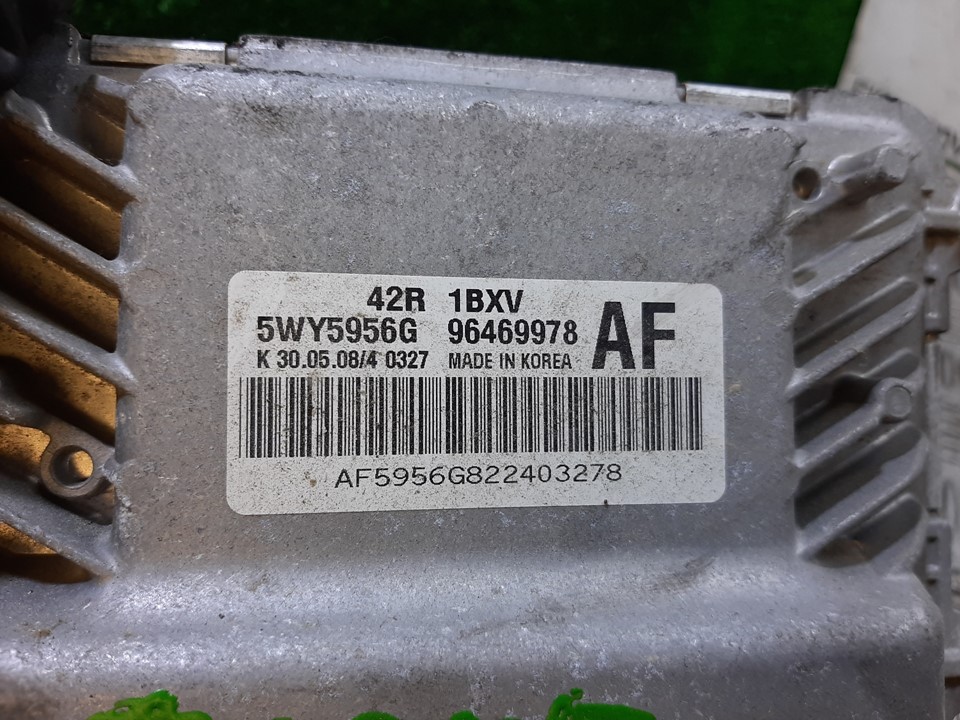 42R 1BXV
5WY5956G 96469978 AF
K 30.05.08/4 0327 MADE IN KOREA
AF5956G822403278